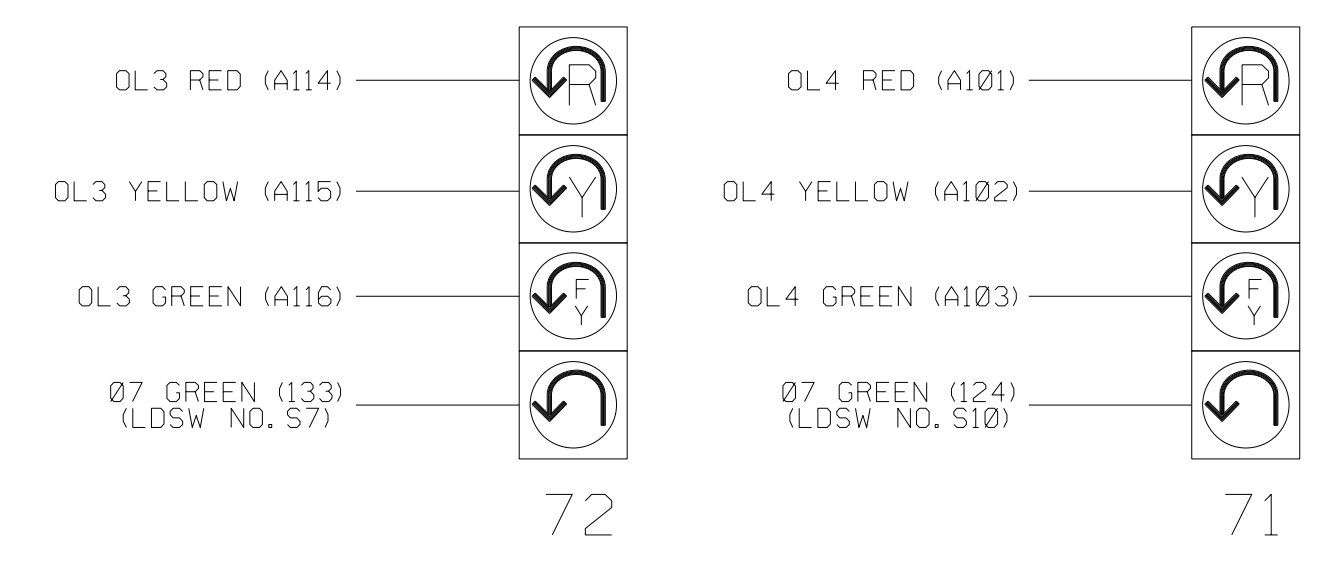 OL3 RED (A114)
R
OL3 YELLOW (A115)
Y
OL3 GREEN (A116)
F
Y
Ø7 GREEN (133)
(LDSW NO. S7)
72
OL4 RED (A1Ø1)
R
OL4 YELLOW (A1Ø2)
Y
OL4 GREEN (A1Ø3)
F
Y
Ø7 GREEN (124)
(LDSW NO. S1Ø)
71